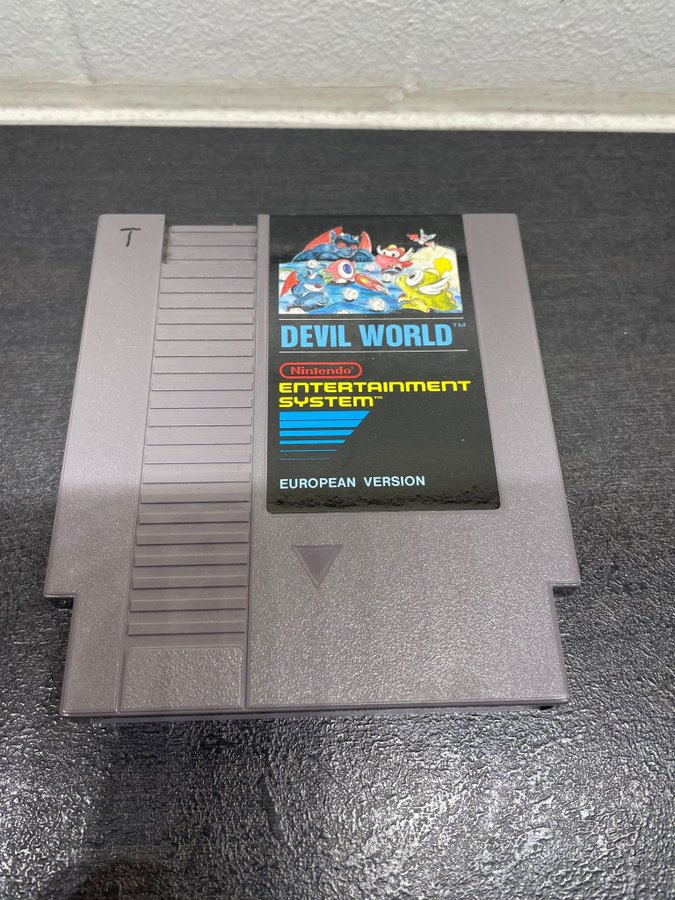 T
DEVIL WORLD™
Nintendo®
ENTERTAINMENT
SYSTEM™
EUROPEAN VERSION